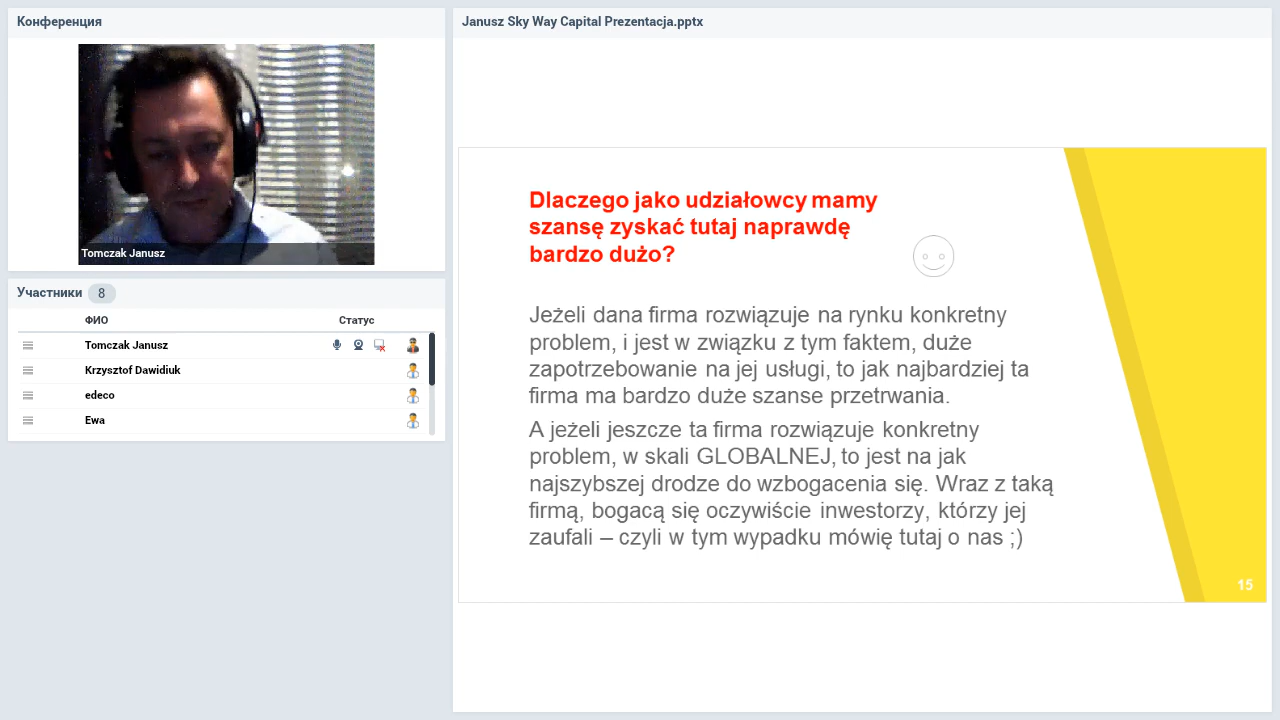 Конференция
Tomczak Janusz
Участники 8
ФИО Статус
Tomczak Janusz
Krzysztof Dawidiuk
edeco
Ewa
Janusz Sky Way Capital Prezentacja.pptx
Dlaczego jako udziałowcy mamy
szansę zyskać tutaj naprawdę
bardzo dużo?
Jeżeli dana firma rozwiązuje na rynku konkretny
problem, i jest w związku z tym faktem, duże
zapotrzebowanie na jej usługi, to jak najbardziej ta
firma ma bardzo duże szanse przetrwania.
A jeżeli jeszcze ta firma rozwiązuje konkretny
problem, w skali GLOBALNEJ, to jest na jak
najszybszej drodze do wzbogacenia się. Wraz z taką
firmą, bogacą się oczywiście inwestorzy, którzy jej
zaufali – czyli w tym wypadku mówię tutaj o nas ;)
15